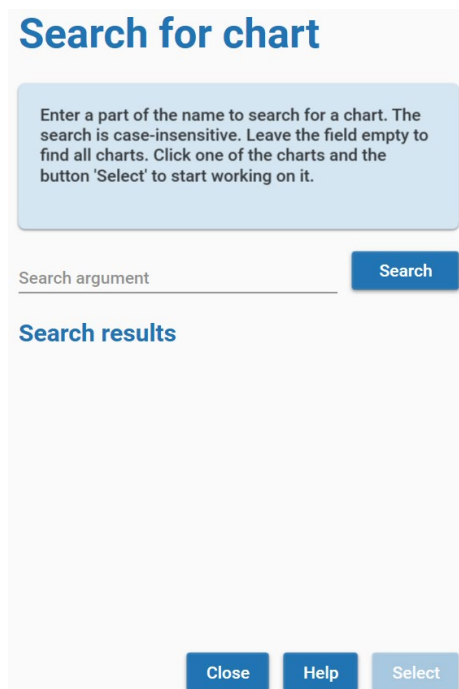 Search for chart
Enter a part of the name to search for a chart. The
search is case-insensitive. Leave the field empty to
find all charts. Click one of the charts and the
button 'Select' to start working on it.
Search argument
Search
Search results
Close
Help
Select